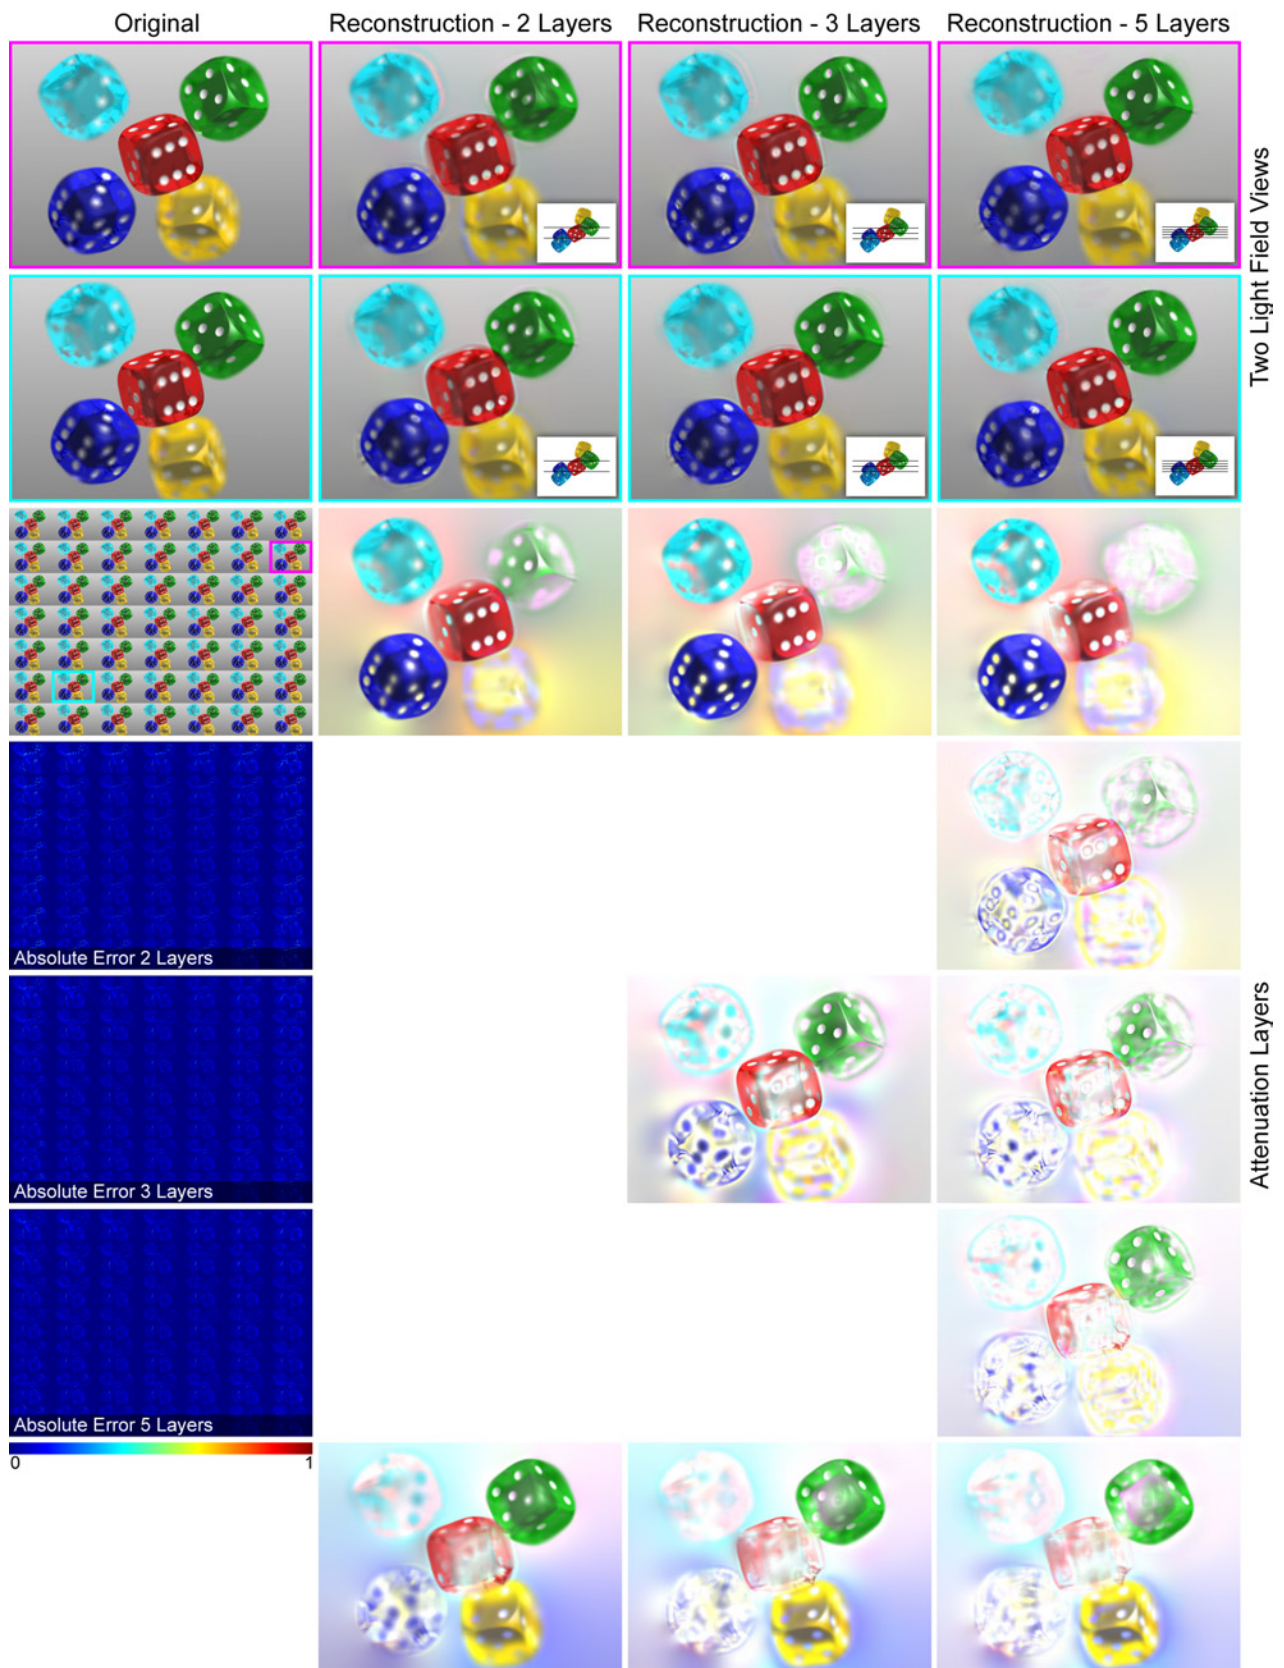 Original
Reconstruction - 2 Layers
Reconstruction - 3 Layers
Reconstruction - 5 Layers
Two Light Field Views
Absolute Error 2 Layers
Absolute Error 3 Layers
Attenuation Layers
Absolute Error 5 Layers
0
1